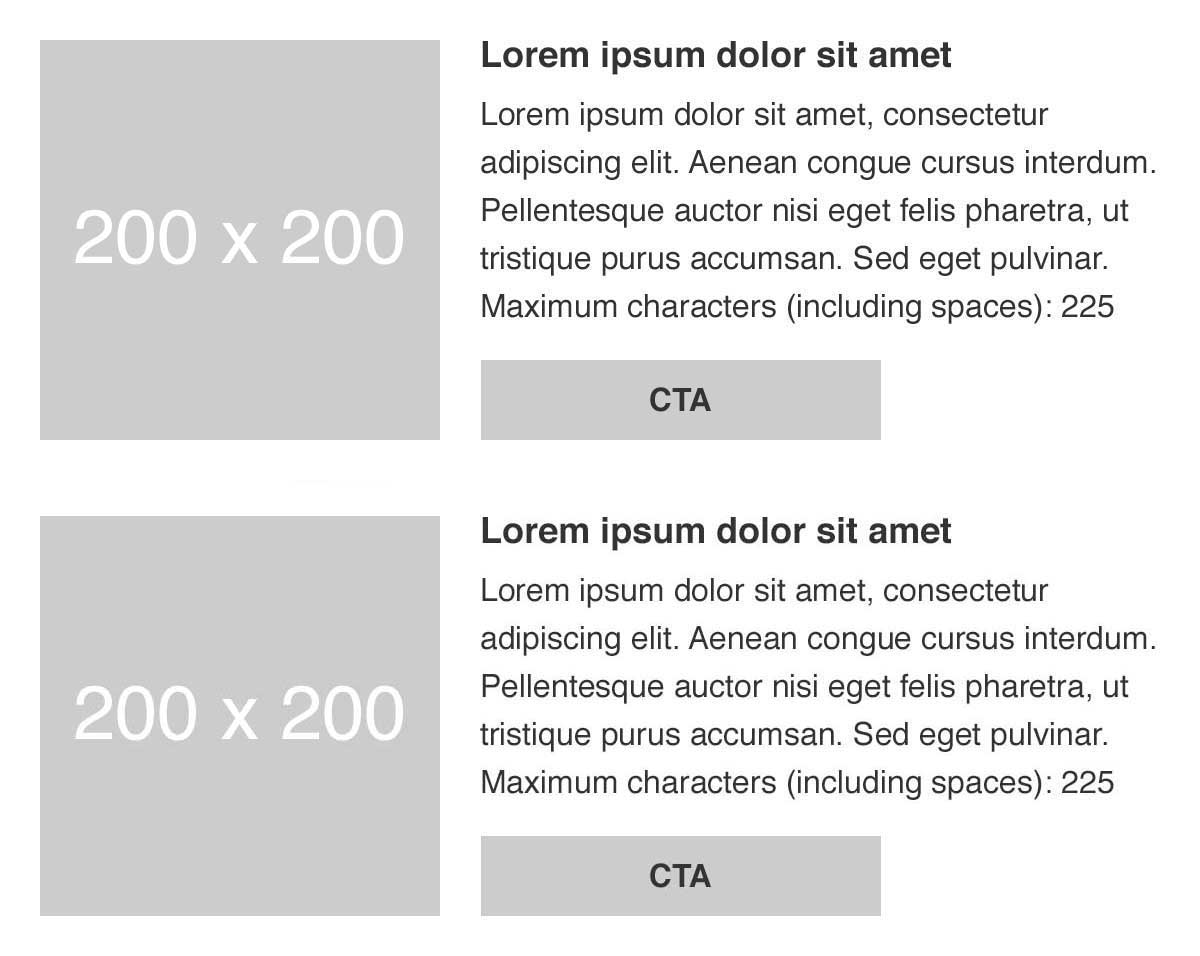 Lorem ipsum dolor sit amet
Lorem ipsum dolor sit amet, consectetur
adipiscing elit. Aenean congue cursus interdum.
Pellentesque auctor nisi eget felis pharetra, ut
tristique purus accumsan. Sed eget pulvinar.
Maximum characters (including spaces): 225
200 x 200
CTA
Lorem ipsum dolor sit amet
Lorem ipsum dolor sit amet, consectetur
adipiscing elit. Aenean congue cursus interdum.
Pellentesque auctor nisi eget felis pharetra, ut
tristique purus accumsan. Sed eget pulvinar.
Maximum characters (including spaces): 225
200 x 200
CTA